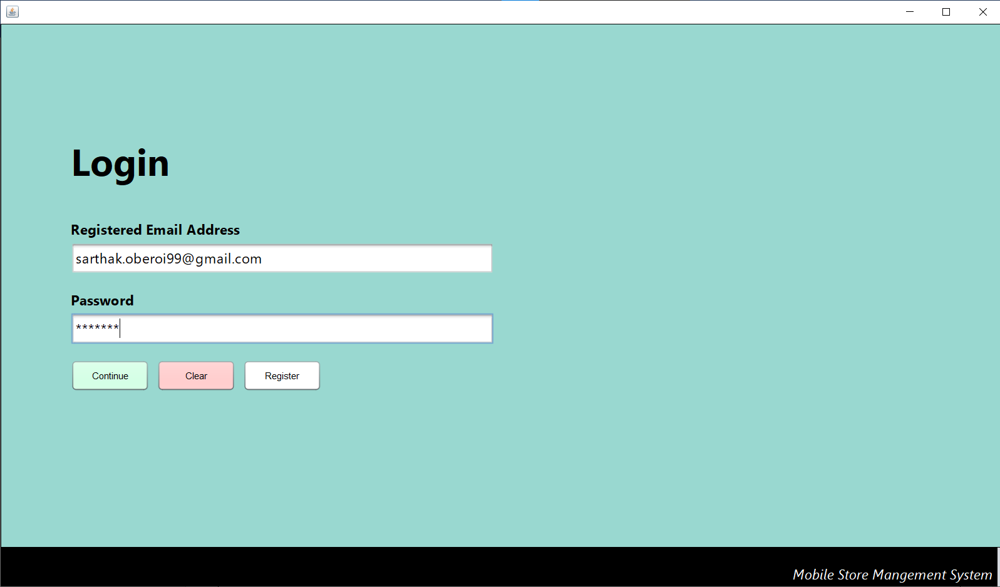 Login
Registered Email Address
sarthak.oberoi99@gmail.com
Password
*******
Continue Clear Register
Mobile Store Mangement System